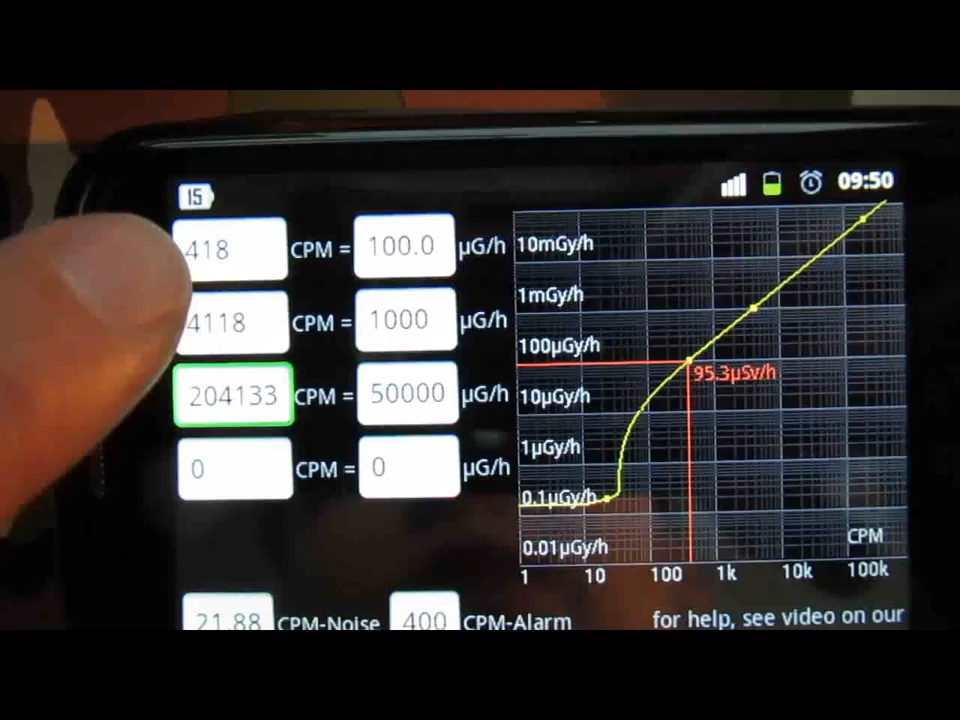 15
09:50
418 CPM = 100.0 µG/h
4118 CPM = 1000 µG/h
204133 CPM = 50000 µG/h
0 CPM = 0 µG/h
10mGy/h
1mGy/h
100µGy/h
95.3µSv/h
10µGy/h
1µGy/h
0.1µGy/h
CPM
0.01µGy/h
1 10 100 1k 10k 100k
21.88 CPM-Noise 400 CPM-Alarm
for help, see video on our